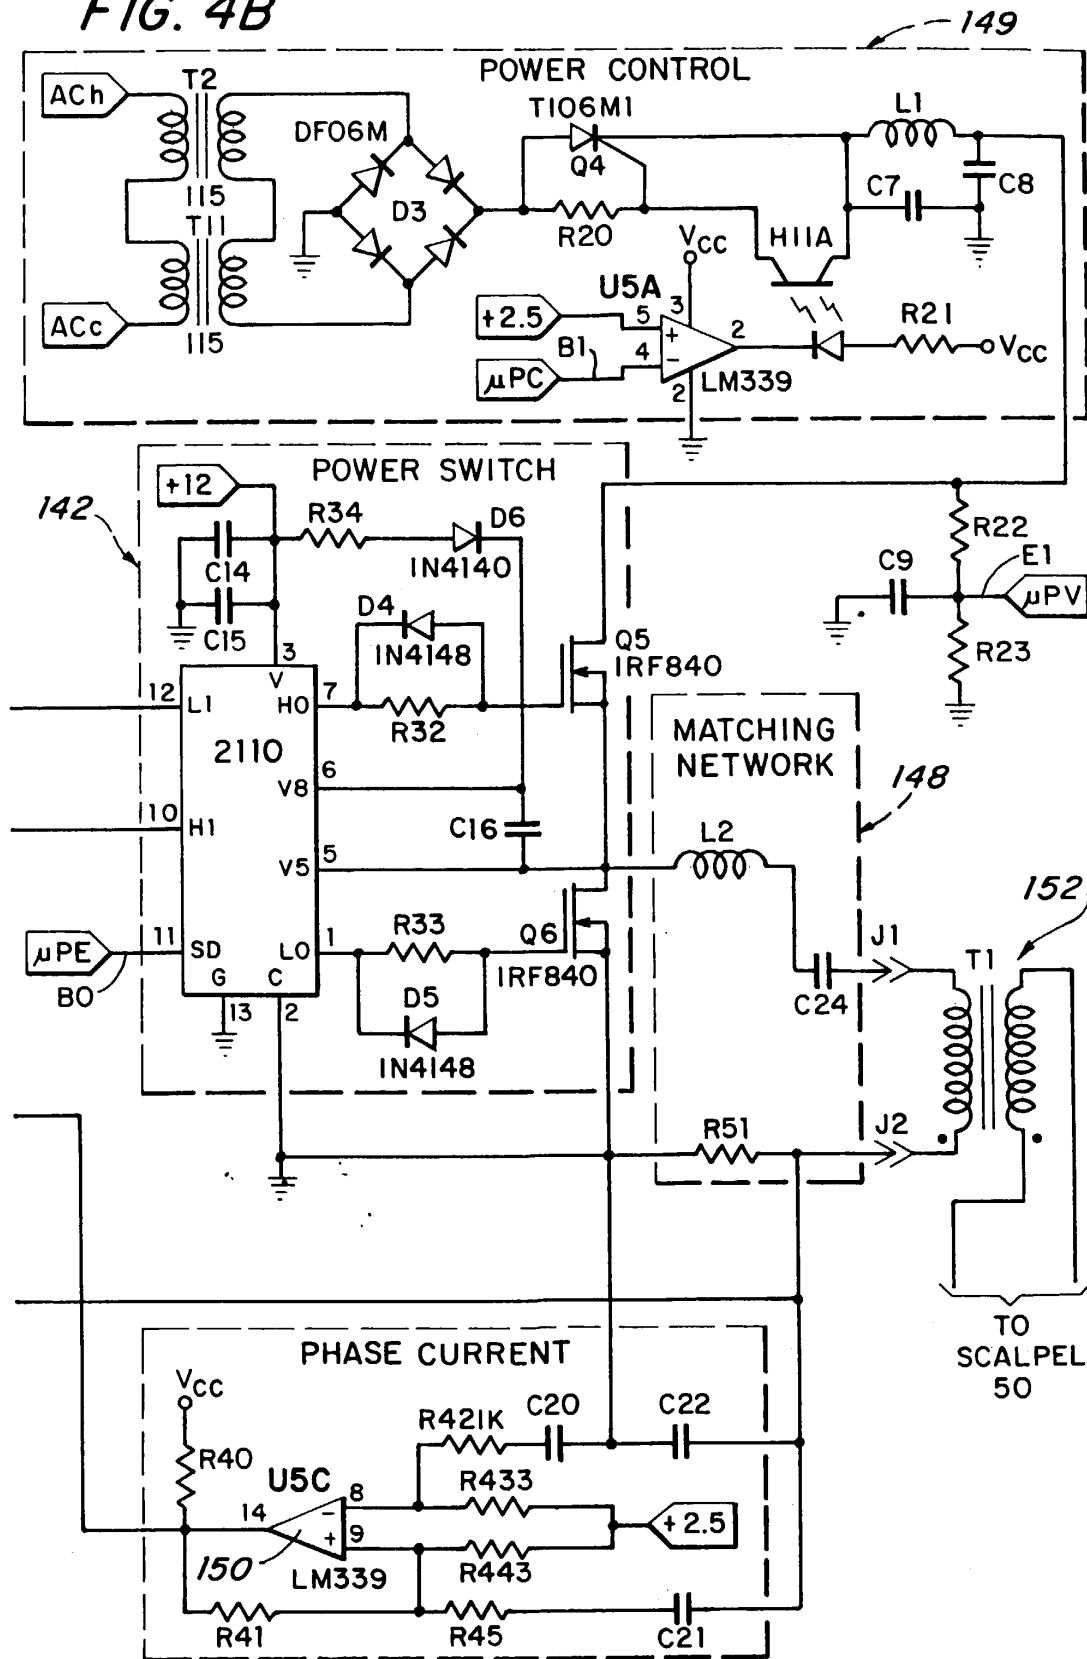 FIG. 4B
149
POWER CONTROL
ACh
T2
115
T11
115
ACc
DF06M
D3
T106M1
Q4
R20
L1
C7
C8
H11A
VCC
U5A
+2.5
5
3
+
2
4
-
μPC
B1
2
LM339
R21
VCC
POWER SWITCH
142
+12
R34
D6
1N4140
C14
C15
D4
1N4148
3
V
12
L1
HO
7
R32
Q5
IRF840
2110
V8
6
10
H1
C16
V5
5
μPE
BO
11
SD
LO
1
R33
Q6
IRF840
G
C
13
2
D5
1N4148
R22
C9
E1
μPV
R23
MATCHING
NETWORK
148
L2
C24
J1
152
T1
R51
J2
TO
SCALPEL
50
PHASE CURRENT
VCC
R40
R421K
C20
C22
U5C
14
8
-
9
+
150
LM339
R433
R443
+2.5
R41
R45
C21